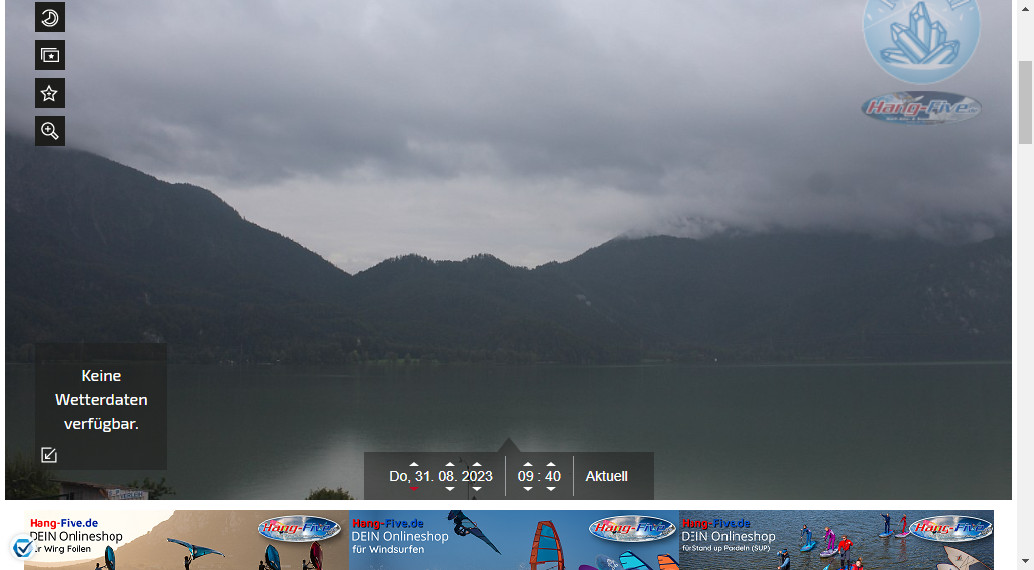 Hang-Five
Keine
Wetterdaten
verfügbar.
Do, 31. 08. 2023
09 : 40
Aktuell
Hang-Five.de
DEIN Onlineshop
für Wing Foilen
Hang-Five
Hang-Five.de
DEIN Onlineshop
für Windsurfen
Hang-Five
Hang-Five.de
DEIN Onlineshop
für Stand up Paddeln (SUP)
Hang-Five